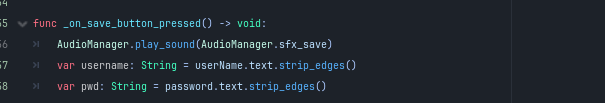 55 func _on_save_button_pressed() -> void:
56 AudioManager.play_sound(AudioManager.sfx_save)
57 var username: String = userName.text.strip_edges()
58 var pwd: String = password.text.strip_edges()